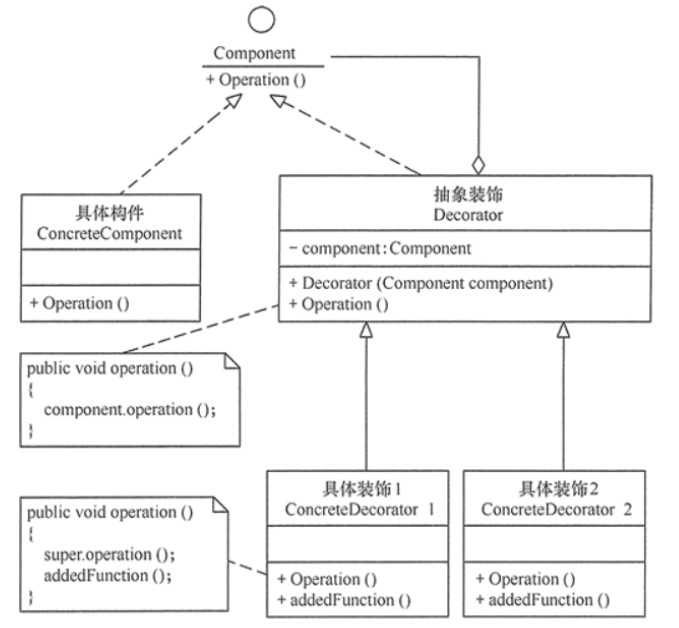 Component
+ Operation ()
具体构件
ConcreteComponent
+ Operation ()
抽象装饰
Decorator
− component:Component
+ Decorator (Component component)
+ Operation ()
public void operation ()
{
component.operation ();
}
具体装饰1
ConcreteDecorator 1
+ Operation ()
+ addedFunction ()
具体装饰2
ConcreteDecorator 2
+ Operation ()
+ addedFunction ()
public void operation ()
{
super.operation ();
addedFunction ();
}